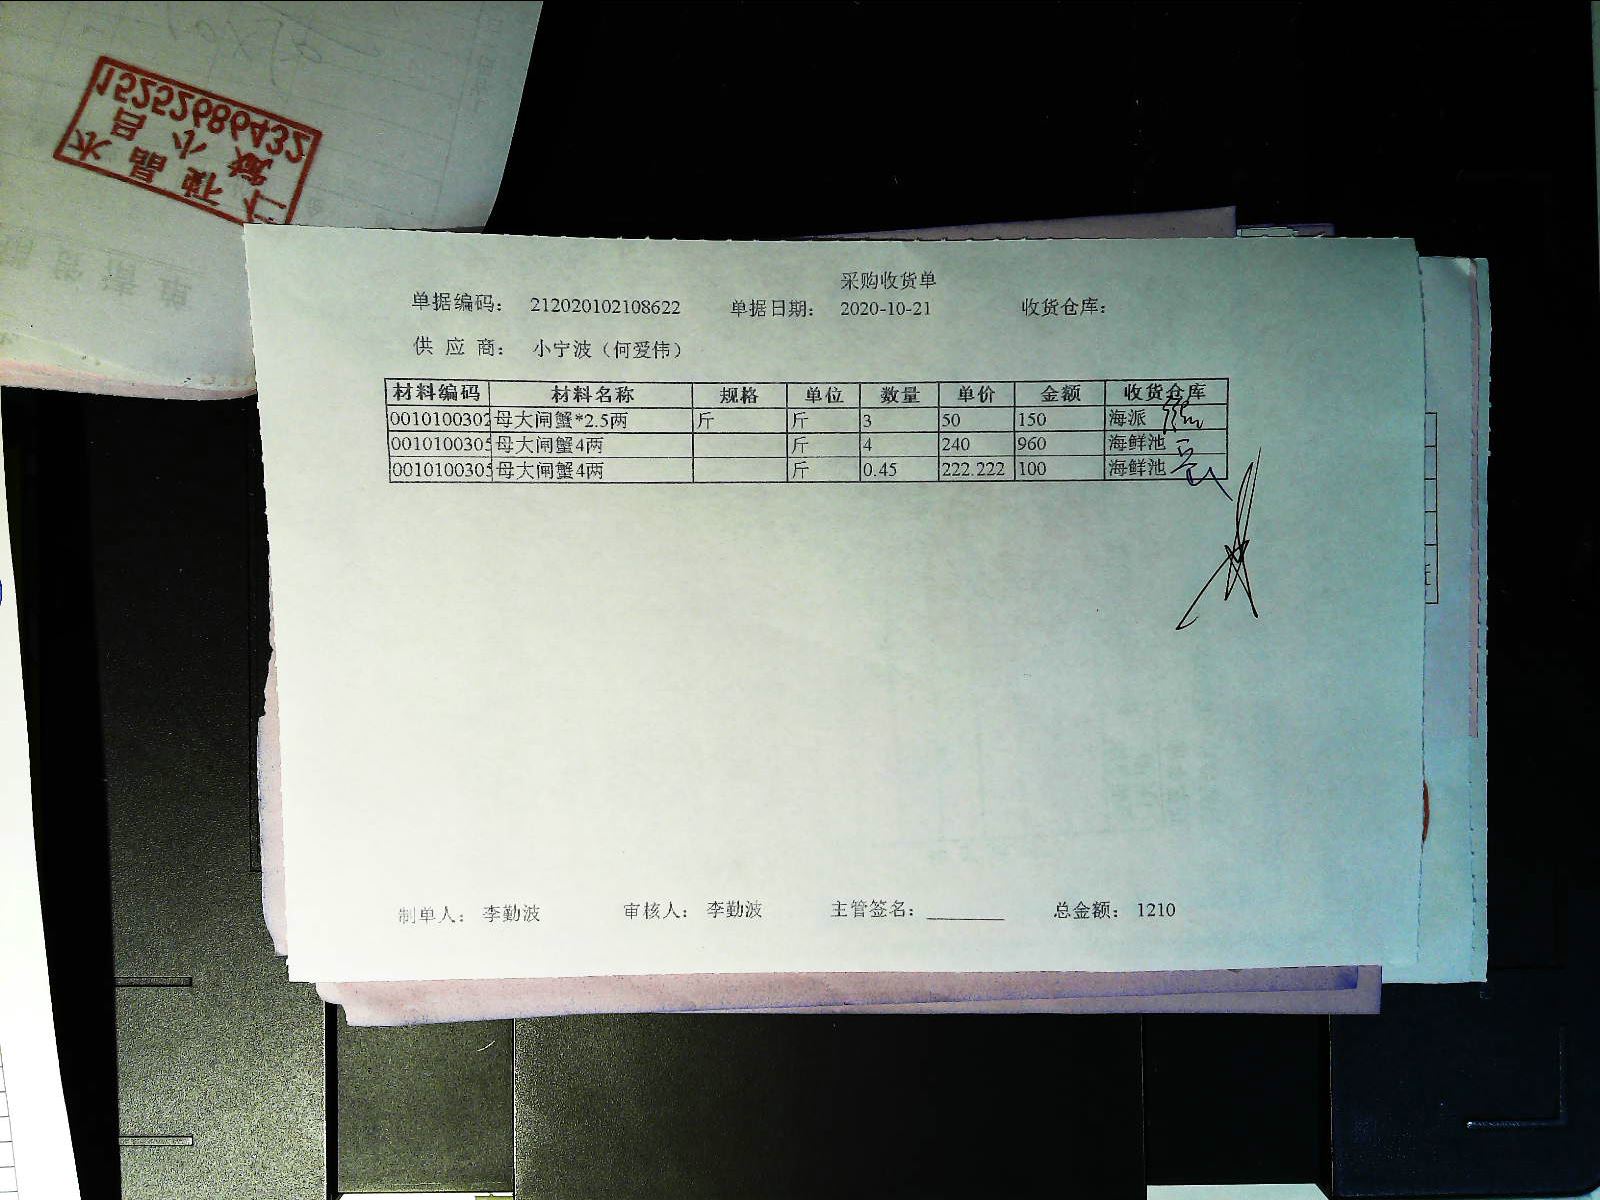 15252686432
采购收货单
单据编码： 212020102108622 单据日期： 2020-10-21 收货仓库：
供 应 商： 小宁波（何爱伟）
材料编码 材料名称 规格 单位 数量 单价 金额 收货仓库
0010100302 母大闸蟹*2.5两 斤 斤 3 50 150 海派
001010030 母大闸蟹4两 斤 4 240 960 海鲜池
001010030 母大闸蟹4两 斤 0.45 222.222 100 海鲜池
制单人： 李勤波 审核人： 李勤波 主管签名： 总金额： 1210